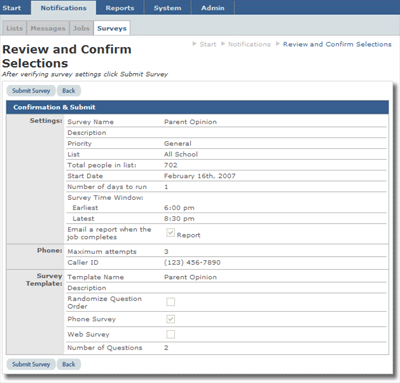 Start Notifications Reports System Admin
Lists Messages Jobs Surveys
Review and Confirm Selections
Start Notifications Review and Confirm Selections
After verifying survey settings click Submit Survey
Submit Survey Back
Confirmation & Submit
Settings: Survey Name Parent Opinion
Description
Priority General
List All School
Total people in list: 702
Start Date February 16th, 2007
Number of days to run 1
Survey Time Window:
Earliest 6:00 pm
Latest 8:30 pm
Email a report when the
job completes Report
Phone: Maximum attempts 3
Caller ID (123) 456-7890
Survey Template: Template Name Parent Opinion
Description
Randomize Question
Order
Phone Survey
Web Survey
Number of Questions 2
Submit Survey Back